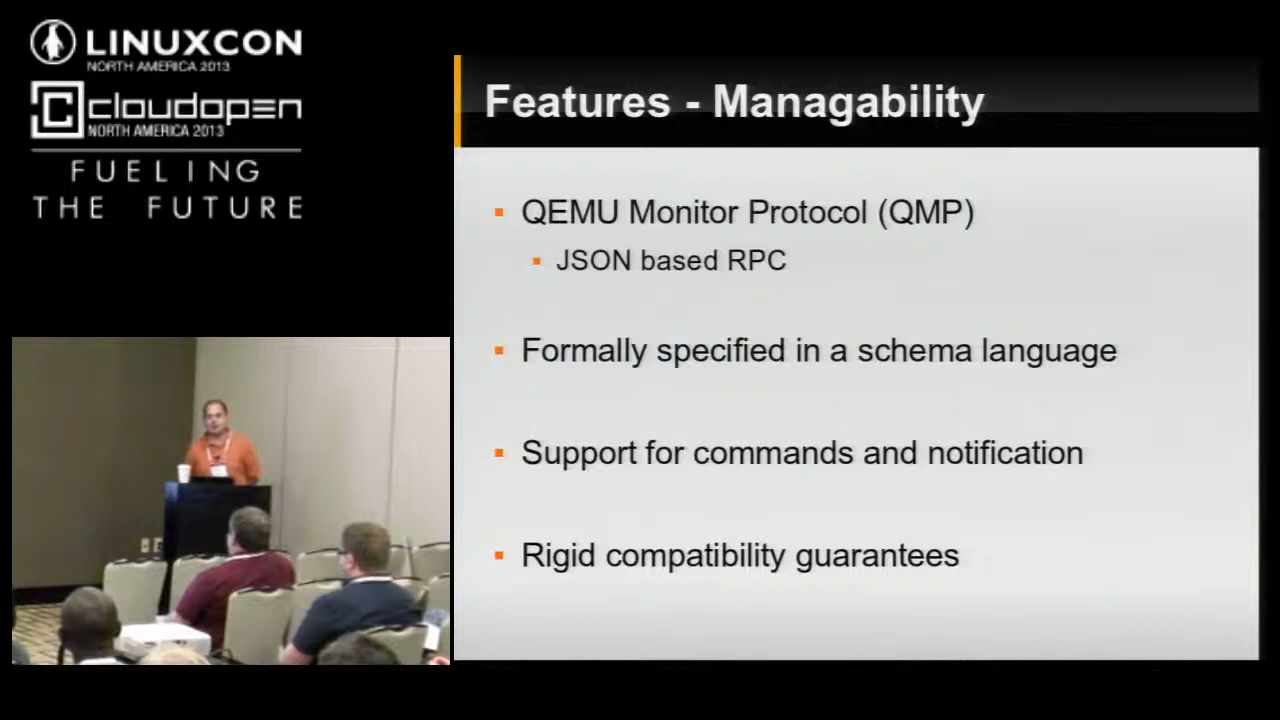 LINUXCON
NORTH AMERICA 2013
cloudopen
NORTH AMERICA 2013
FUELING
THE FUTURE
Features - Managability
QEMU Monitor Protocol (QMP)
JSON based RPC
Formally specified in a schema language
Support for commands and notification
Rigid compatibility guarantees